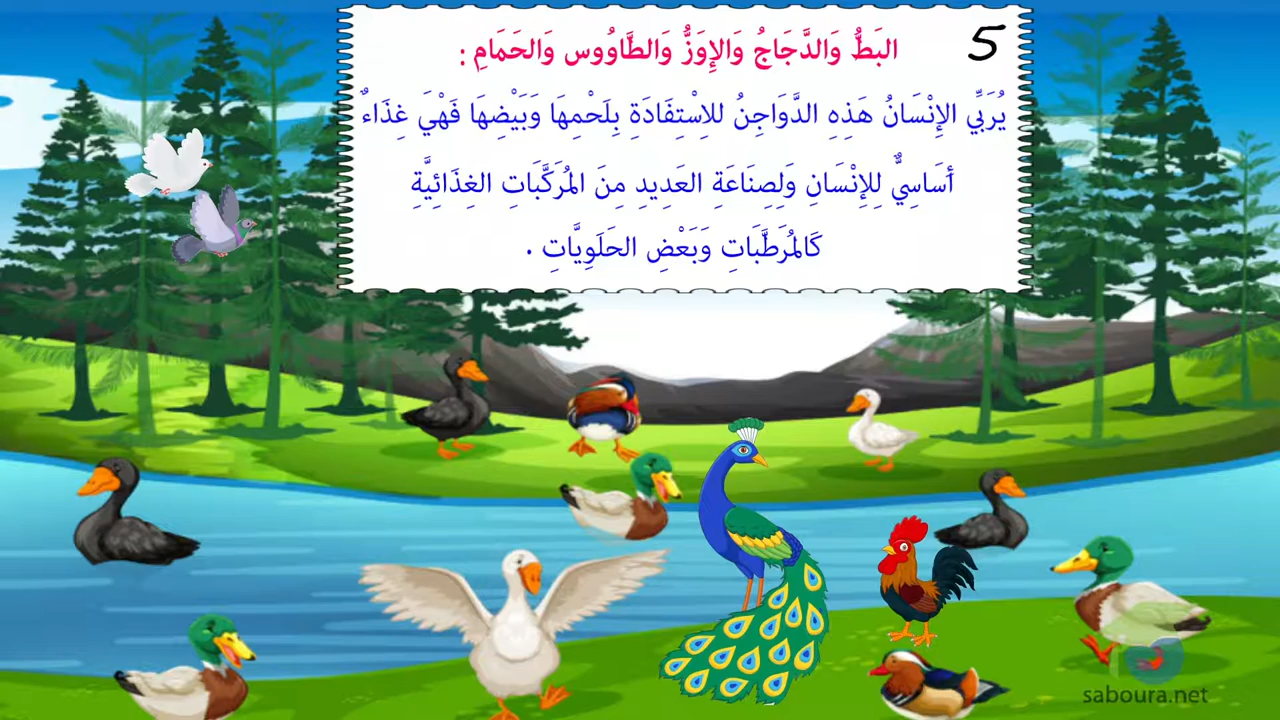 5
البَطُّ وَالدَّجَاجُ وَالإِوَزُّ وَالطَّاوُوس وَالحَمَامِ :
يُرَبِّي الإِنْسَانُ هَذِهِ الدَّوَاجِنُ للاِسْتِفَادَةِ بِلَحْمِهَا وَبَيْضِهَا فَهْيَ غِذَاءٌ
أَسَاسِيٌّ لِلإِنْسَانِ وَلِصِنَاعَةِ العَدِيدِ مِنَ المُرَكَّبَاتِ الغِذَائِيَّةِ
كَالمُرَطَّبَاتِ وَبَعْضِ الحَلَوِيَّاتِ .
saboura.net